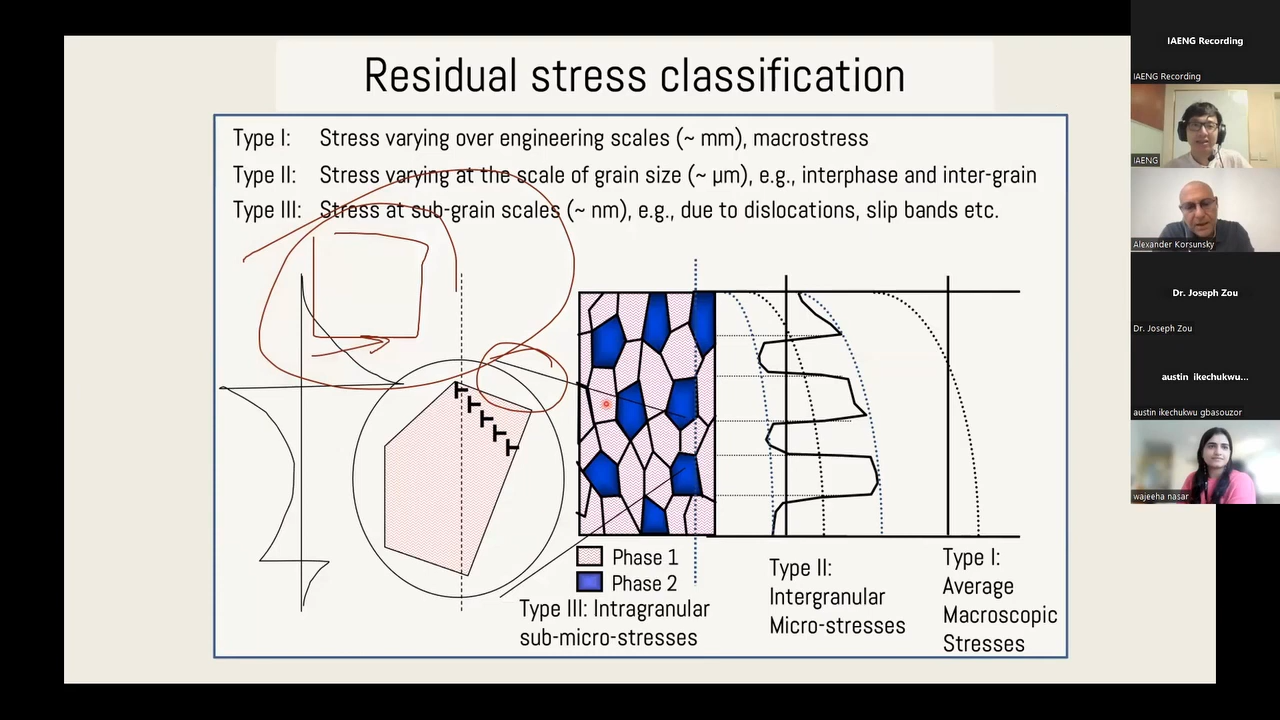 Residual stress classification
Type I: Stress varying over engineering scales (~ mm), macrostress
Type II: Stress varying at the scale of grain size (~ μm), e.g., interphase and inter-grain
Type III: Stress at sub-grain scales (~ nm), e.g., due to dislocations, slip bands etc.
Phase 1
Phase 2
Type III: Intragranular
sub-micro-stresses
Type II:
Intergranular
Micro-stresses
Type I:
Average
Macroscopic
Stresses
IAENG Recording
IAENG Recording
IAENG
Alexander Korsunsky
Dr. Joseph Zou
Dr. Joseph Zou
austin ikechukwu...
austin ikechukwu gbasouzor
wajeeha nasar